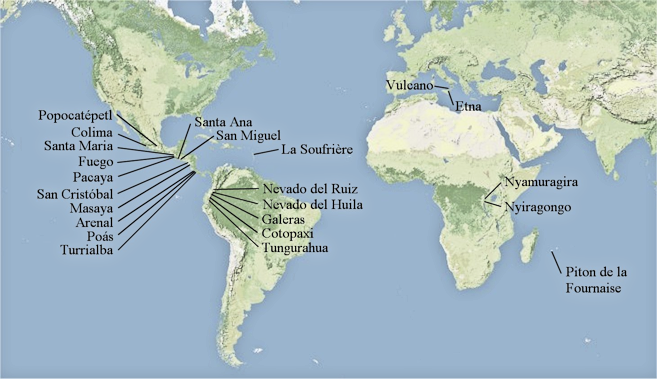 Popocatépetl
Colima
Santa Maria
Fuego
Pacaya
San Cristóbal
Masaya
Arenal
Poás
Turrialba
Santa Ana
San Miguel
La Soufrière
Nevado del Ruiz
Nevado del Huila
Galeras
Cotopaxi
Tungurahua
Vulcano
Etna
Nyamuragira
Nyiragongo
Piton de la
Fournaise